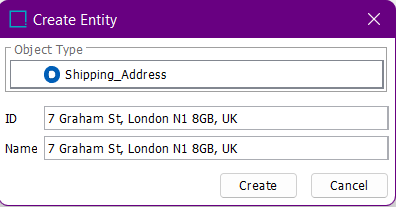 Create Entity
Object Type
Shipping_Address
ID 7 Graham St, London N1 8GB, UK
Name 7 Graham St, London N1 8GB, UK
Create Cancel